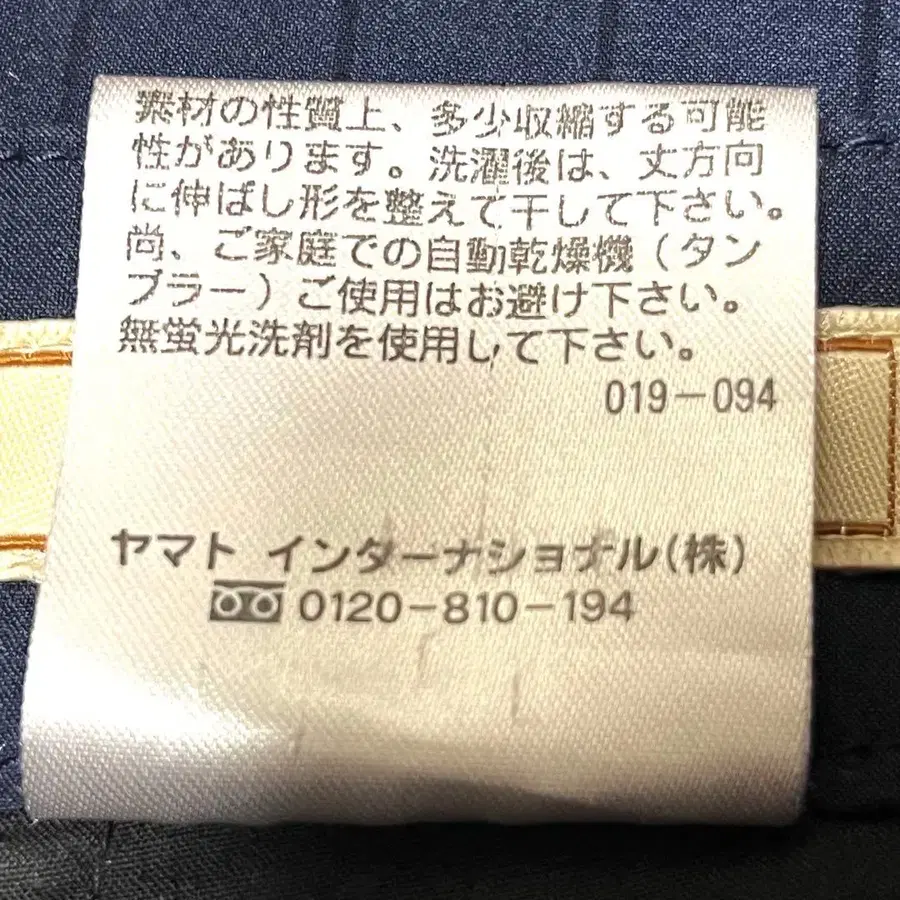 素材の性質上、多少収縮する可能
性があります。洗濯後は、丈方向
に伸ばし形を整えて干して下さい。
尚、ご家庭での自動乾燥機（タン
ブラー）ご使用はお避け下さい。
無蛍光洗剤を使用して下さい。
019-094
ヤマト インターナショナル(株)
0120-810-194